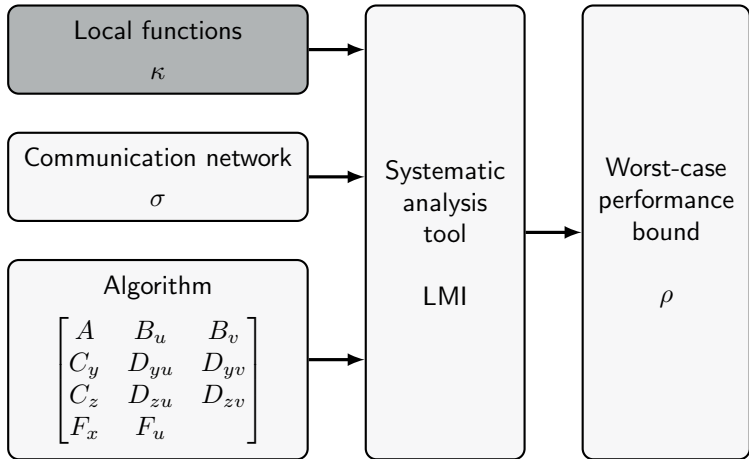 Local functions
κ
Communication network
σ
Algorithm
[ A B_u B_v
C_y D_yu D_yv
C_z D_zu D_zv
F_x F_u ]
Systematic
analysis
tool
LMI
Worst-case
performance
bound
ρ